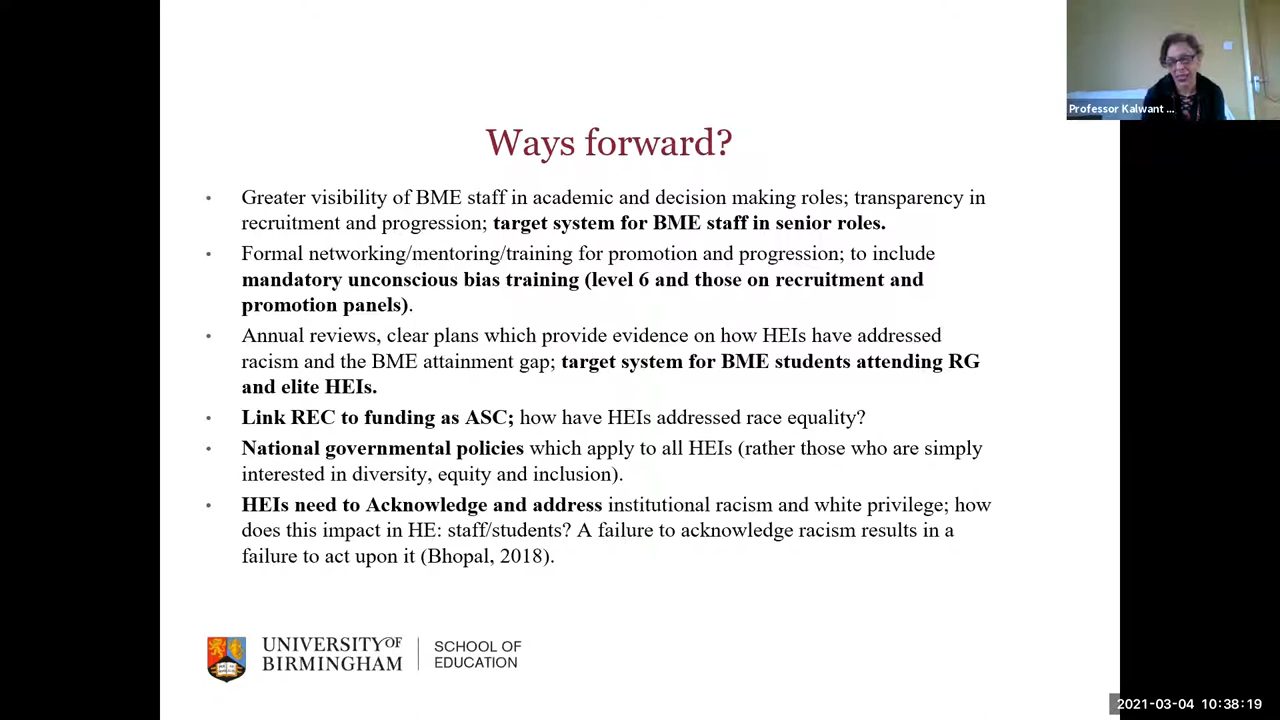 Professor Kalwant ...
Ways forward?
• Greater visibility of BME staff in academic and decision making roles; transparency in
recruitment and progression; target system for BME staff in senior roles.
• Formal networking/mentoring/training for promotion and progression; to include
mandatory unconscious bias training (level 6 and those on recruitment and
promotion panels).
• Annual reviews, clear plans which provide evidence on how HEIs have addressed
racism and the BME attainment gap; target system for BME students attending RG
and elite HEIs.
• Link REC to funding as ASC; how have HEIs addressed race equality?
• National governmental policies which apply to all HEIs (rather those who are simply
interested in diversity, equity and inclusion).
• HEIs need to Acknowledge and address institutional racism and white privilege; how
does this impact in HE: staff/students? A failure to acknowledge racism results in a
failure to act upon it (Bhopal, 2018).
UNIVERSITY OF
BIRMINGHAM
SCHOOL OF
EDUCATION
2021-03-04 10:38:19